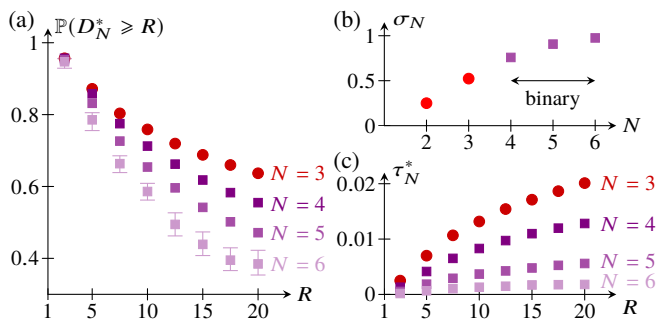 (a)
ℙ(D*_N ⩾ R)
1
0.8
0.6
0.4
N = 3
N = 4
N = 5
N = 6
1 5 10 15 20 R
(b)
σ_N
1
0.5
0
binary
2 3 4 5 6 N
(c)
τ*_N
0.02
0.01
0
N = 3
N = 4
N = 5
N = 6
1 5 10 15 20 R